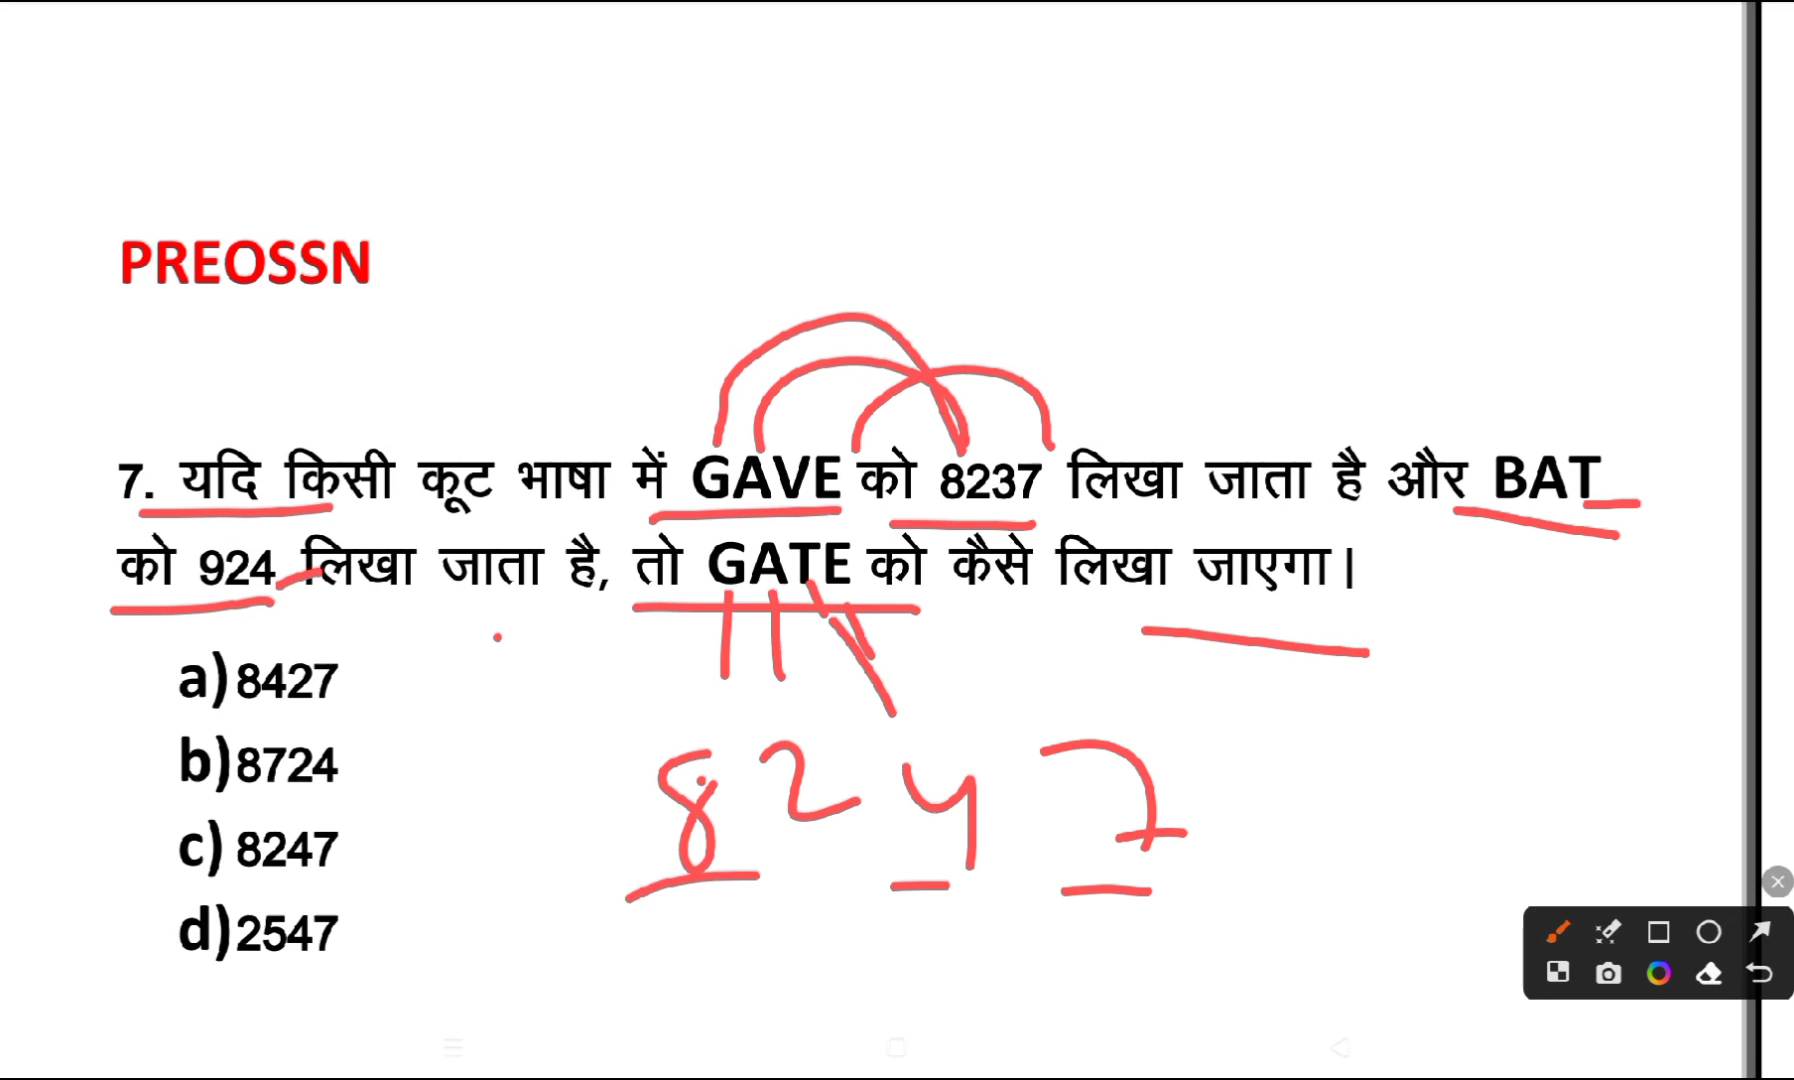 PREOSSN
7. यदि किसी कूट भाषा में GAVE को 8237 लिखा जाता है और BAT
को 924 लिखा जाता है, तो GATE को कैसे लिखा जाएगा।
a) 8427
b) 8724
c) 8247
d) 2547
8247